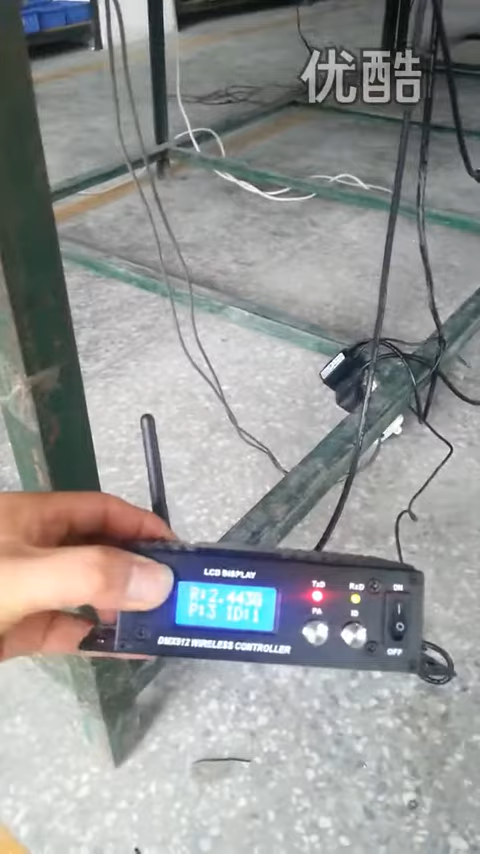 优酷
LCD DISPLAY
R:2.443G
P:3 ID:1
TxD
RxD
ON
PA
ID
I
O
OFF
DMX512 WIRELESS CONTROLLER